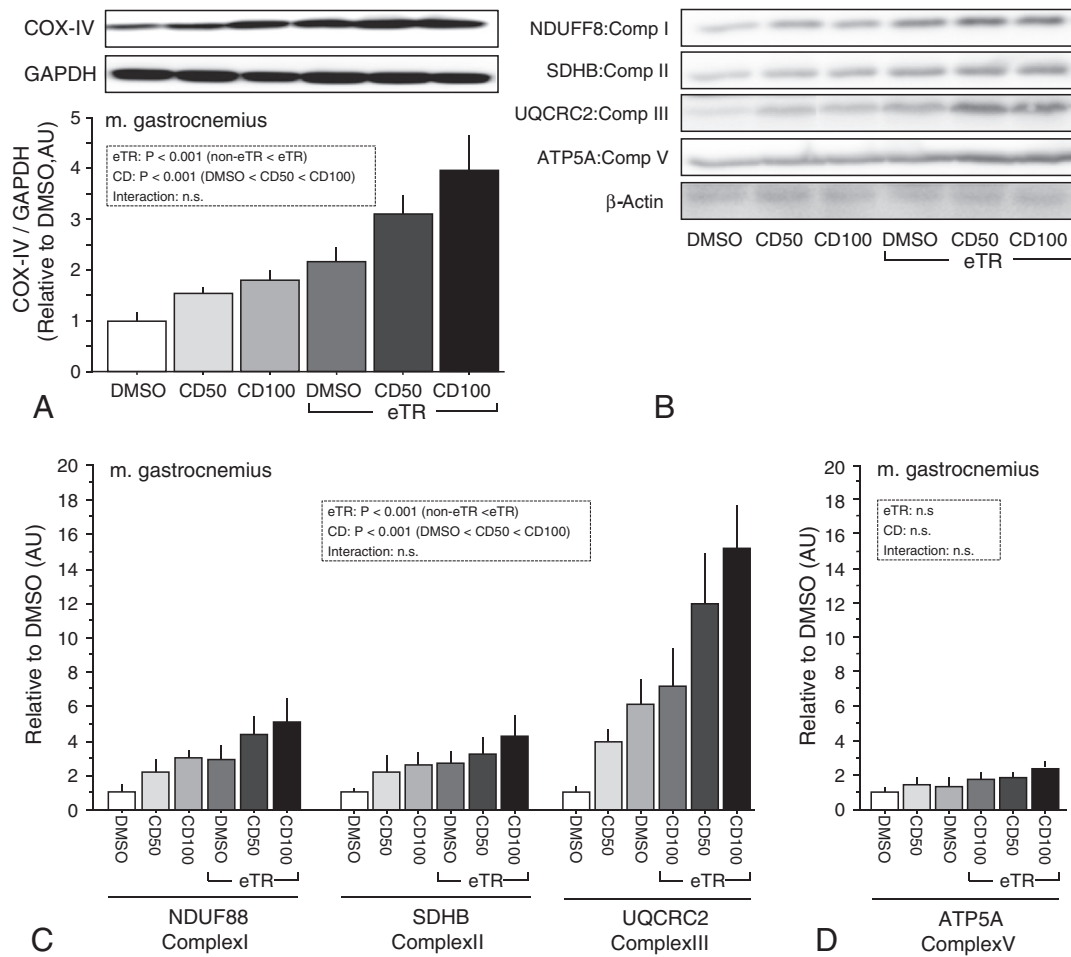 COX-IV
GAPDH
m. gastrocnemius
eTR: P < 0.001 (non-eTR < eTR)
CD: P < 0.001 (DMSO < CD50 < CD100)
Interaction: n.s.
COX-IV / GAPDH
(Relative to DMSO,AU)
5
4
3
2
1
0
DMSO CD50 CD100 DMSO CD50 CD100
eTR
A
NDUFF8:Comp I
SDHB:Comp II
UQCRC2:Comp III
ATP5A:Comp V
β-Actin
DMSO CD50 CD100 DMSO CD50 CD100
eTR
B
m. gastrocnemius
eTR: P < 0.001 (non-eTR <eTR)
CD: P < 0.001 (DMSO < CD50 < CD100)
Interaction: n.s.
Relative to DMSO (AU)
20
18
16
14
12
10
8
6
4
2
0
DMSO CD50 CD100 DMSO CD50 CD100
eTR
NDUF88
ComplexI
DMSO CD50 CD100 DMSO CD50 CD100
eTR
SDHB
ComplexII
DMSO CD50 DMSO CD100 CD50 CD100
eTR
UQCRC2
ComplexIII
C
m. gastrocnemius
eTR: n.s
CD: n.s.
Interaction: n.s.
Relative to DMSO (AU)
20
18
16
14
12
10
8
6
4
2
0
DMSO CD50 DMSO CD100 CD50 CD100
eTR
ATP5A
ComplexV
D